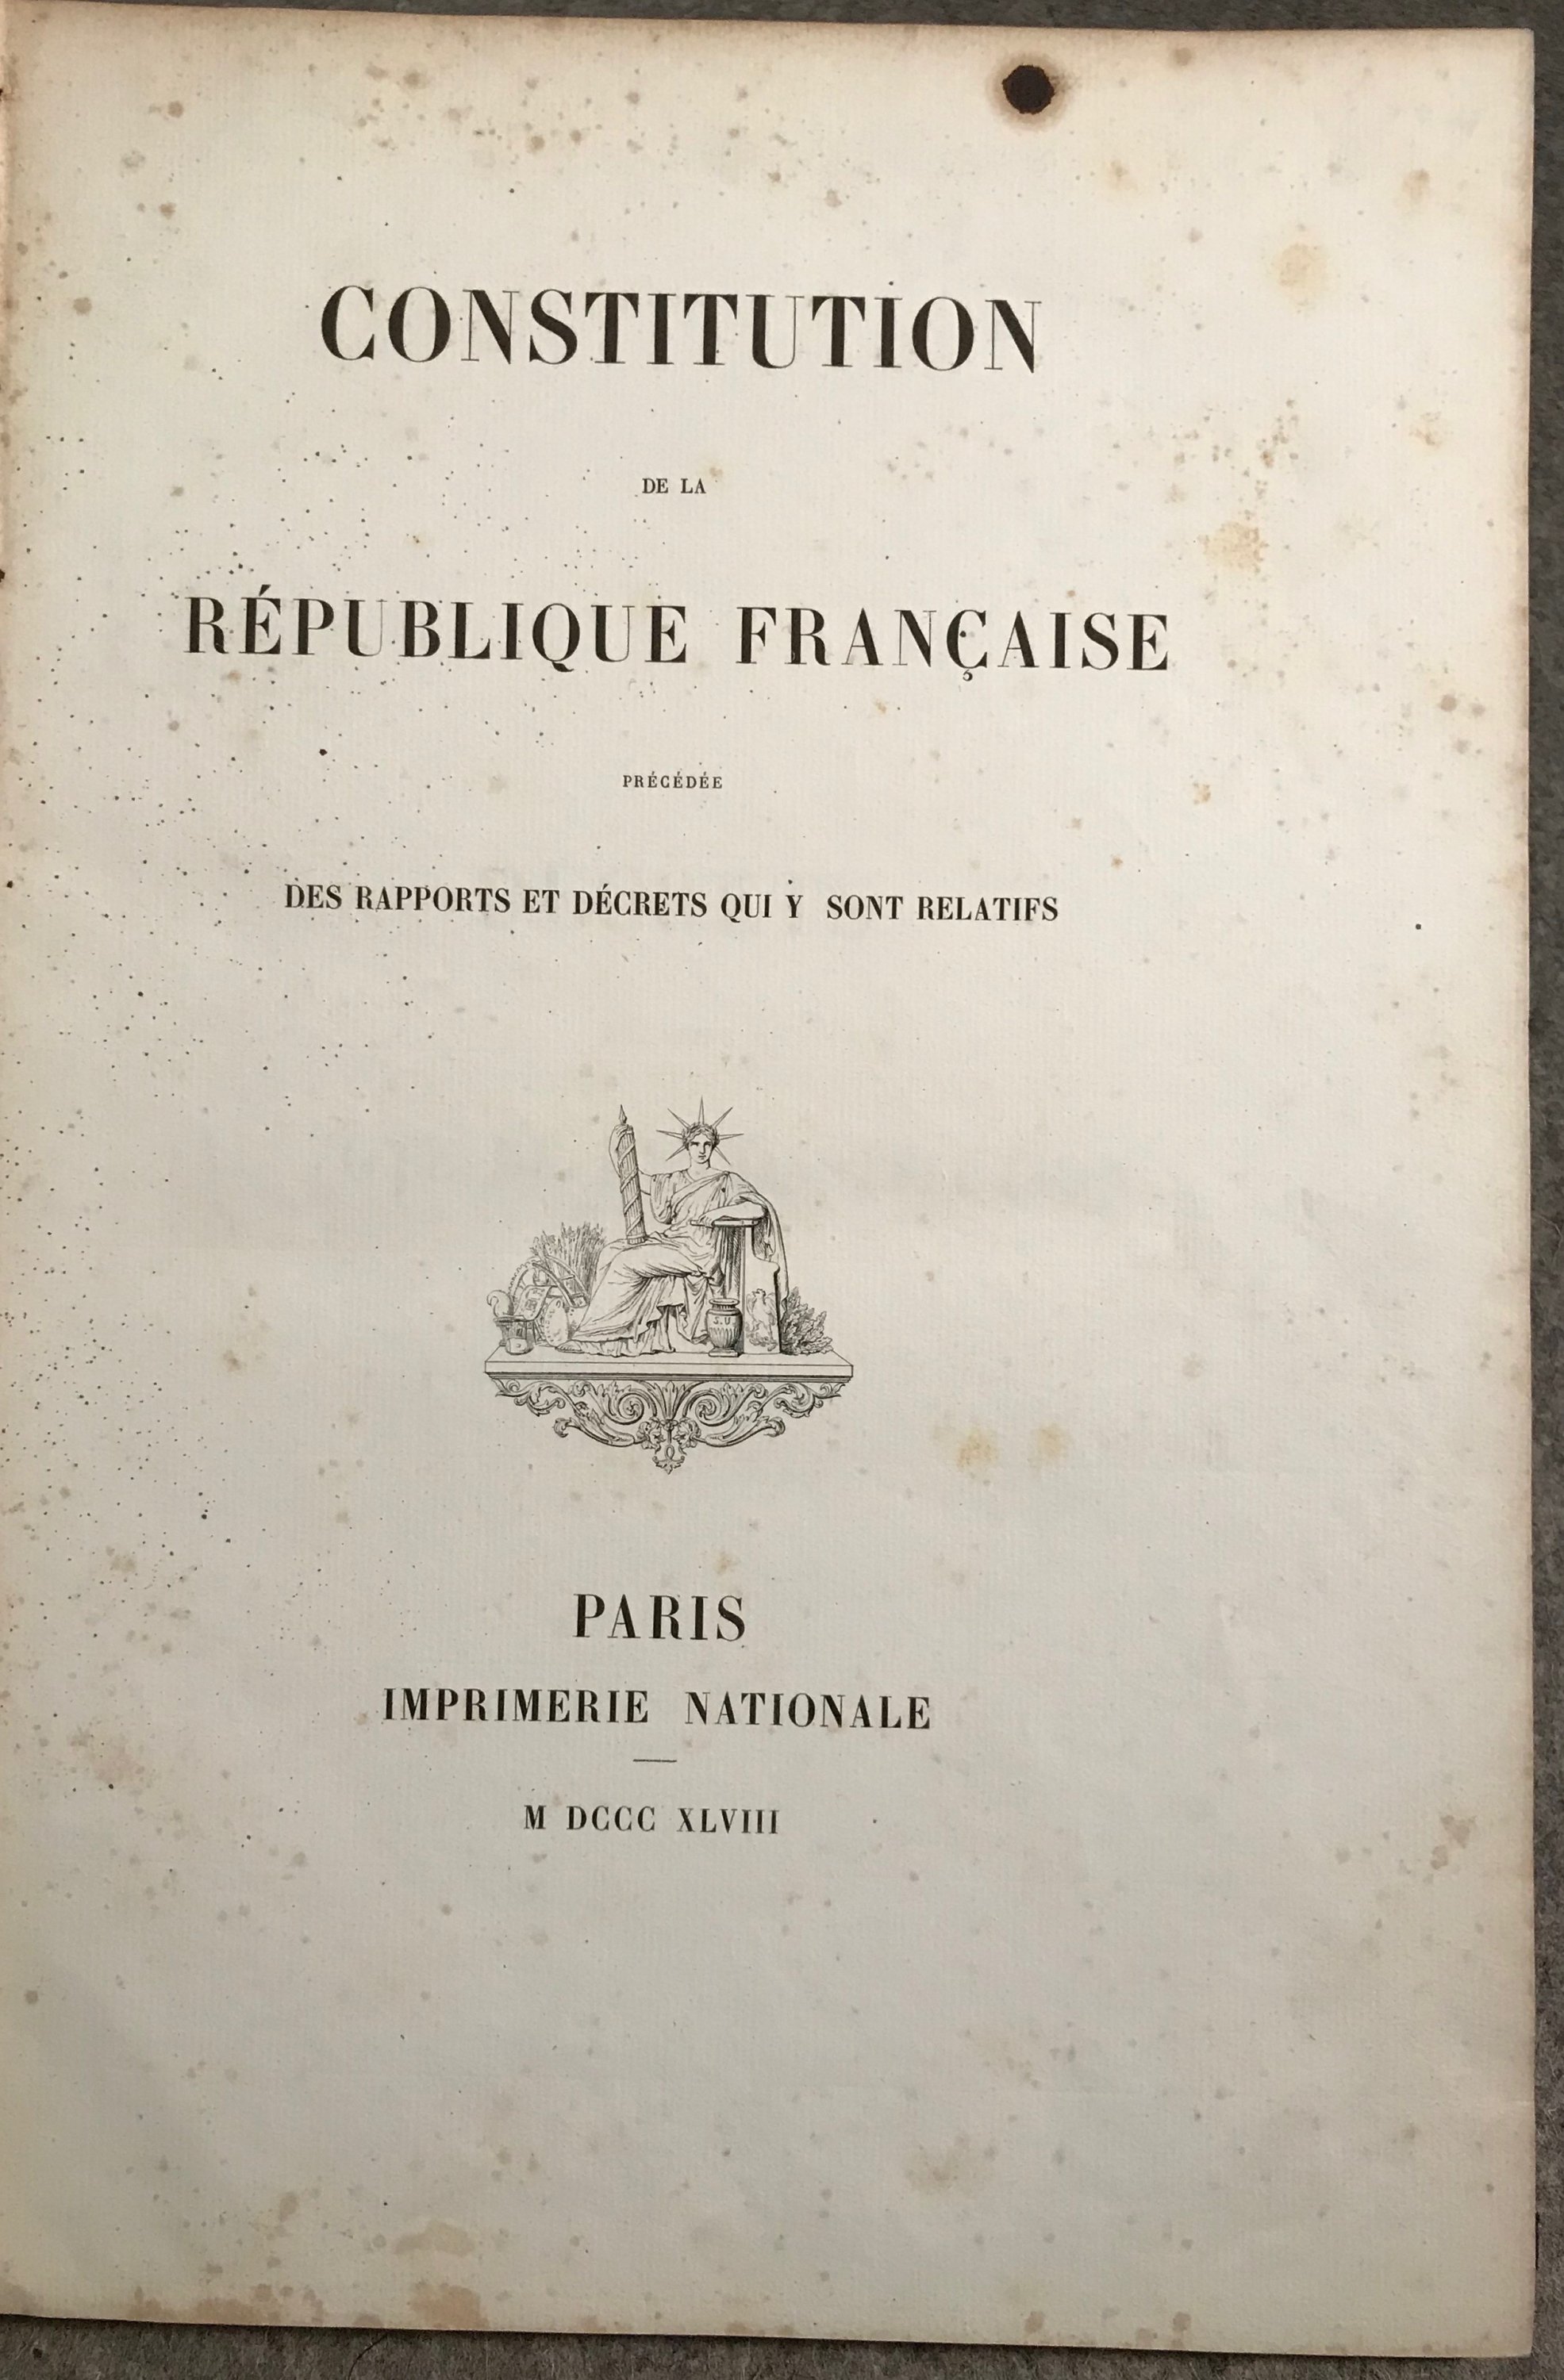 CONSTITUTION
DE LA
RÉPUBLIQUE FRANÇAISE
PRÉCÉDÉE
DES RAPPORTS ET DÉCRETS QUI Y SONT RELATIFS
S.U
PARIS
IMPRIMERIE NATIONALE
M DCCC XLVIII